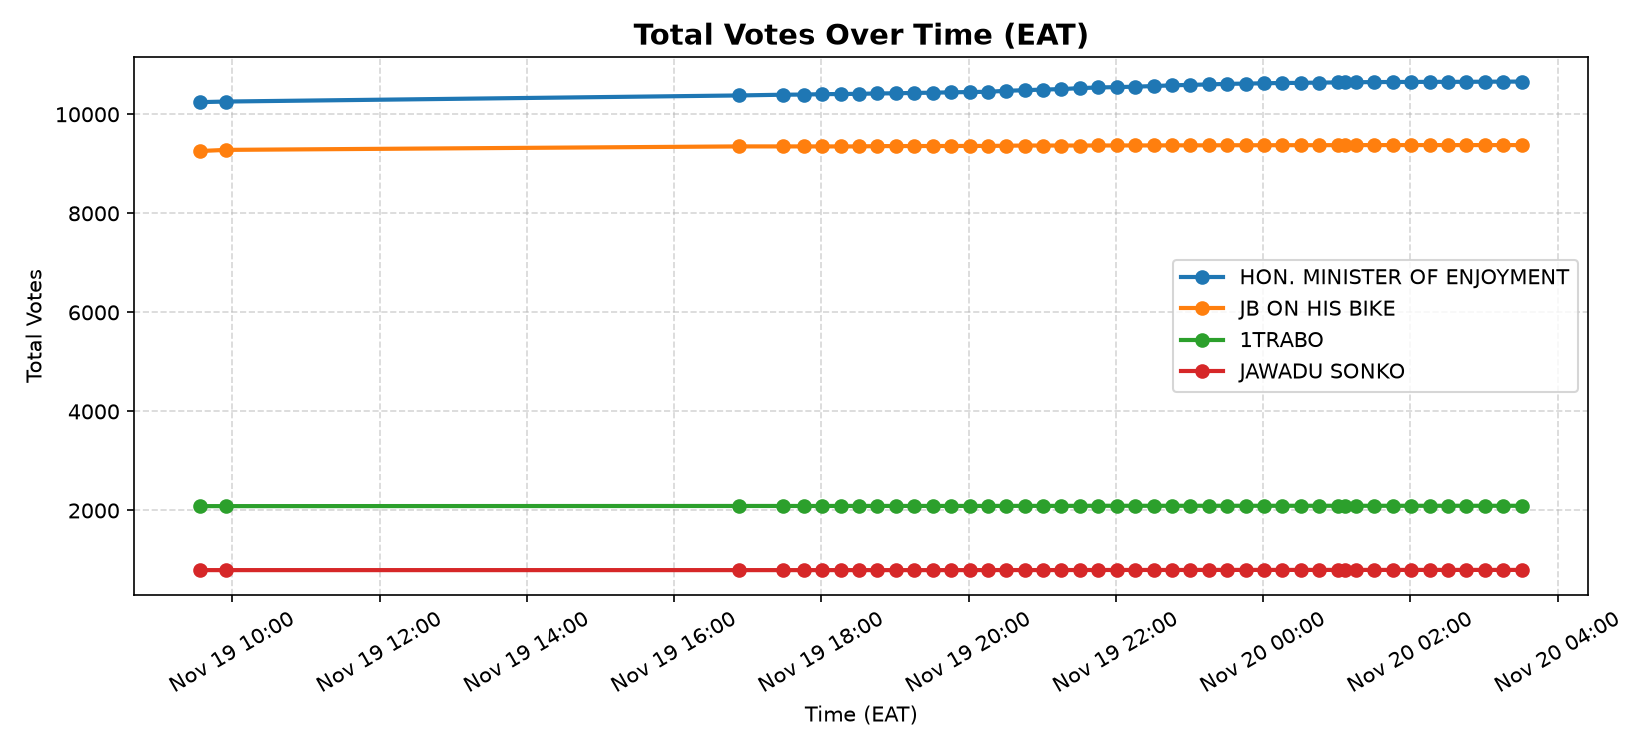 Total Votes Over Time (EAT)
Total Votes
10000
8000
6000
4000
2000
HON. MINISTER OF ENJOYMENT
JB ON HIS BIKE
1TRABO
JAWADU SONKO
Nov 19 10:00
Nov 19 12:00
Nov 19 14:00
Nov 19 16:00
Nov 19 18:00
Nov 19 20:00
Nov 19 22:00
Nov 20 00:00
Nov 20 02:00
Nov 20 04:00
Time (EAT)